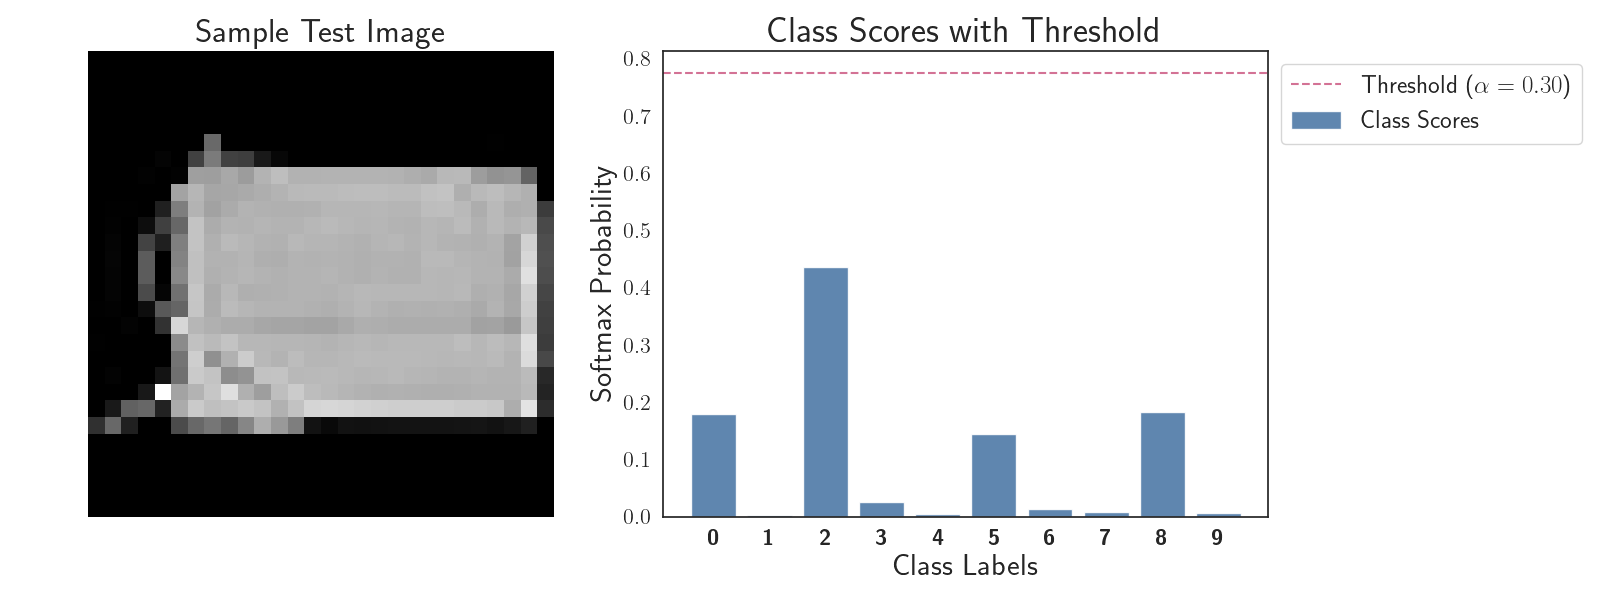 Sample Test Image
Class Scores with Threshold
Softmax Probability
0.8
0.7
0.6
0.5
0.4
0.3
0.2
0.1
0.0
0 1 2 3 4 5 6 7 8 9
Class Labels
Threshold (α = 0.30)
Class Scores